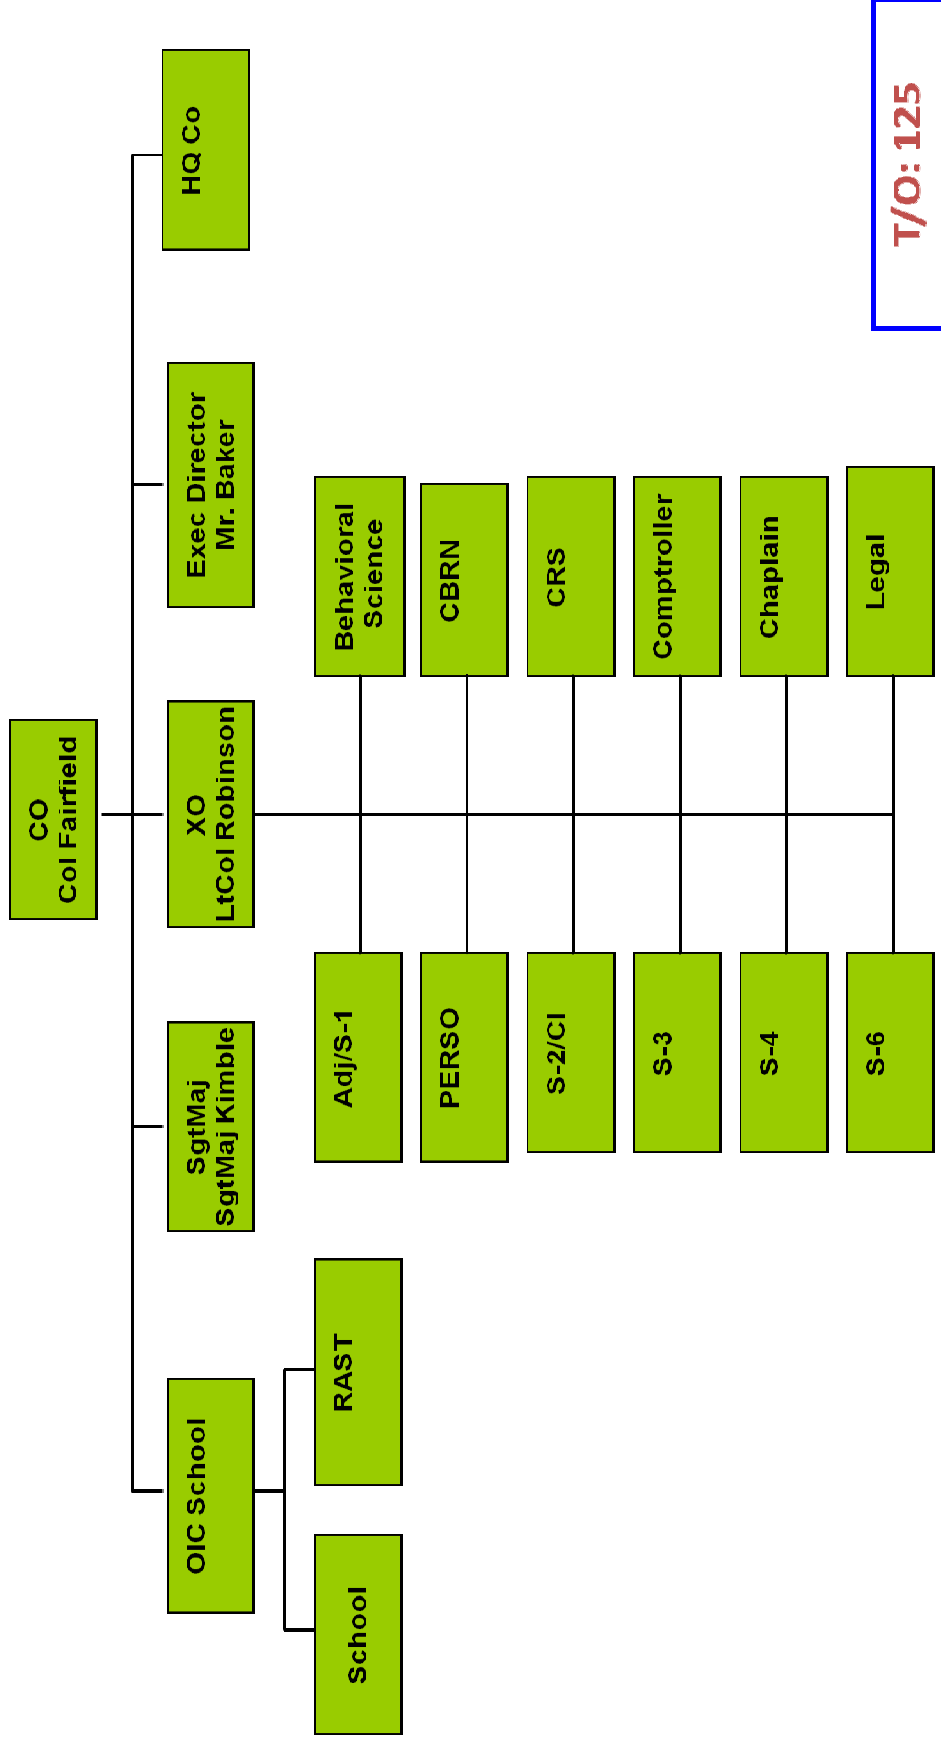 CO
Col Fairfield
OIC School
SgtMaj
SgtMaj Kimble
XO
LtCol Robinson
Exec Director
Mr. Baker
HQ Co
School
RAST
Adj/S-1
Behavioral
Science
PERSO
CBRN
S-2/CI
CRS
S-3
Comptroller
S-4
Chaplain
S-6
Legal
T/O: 125